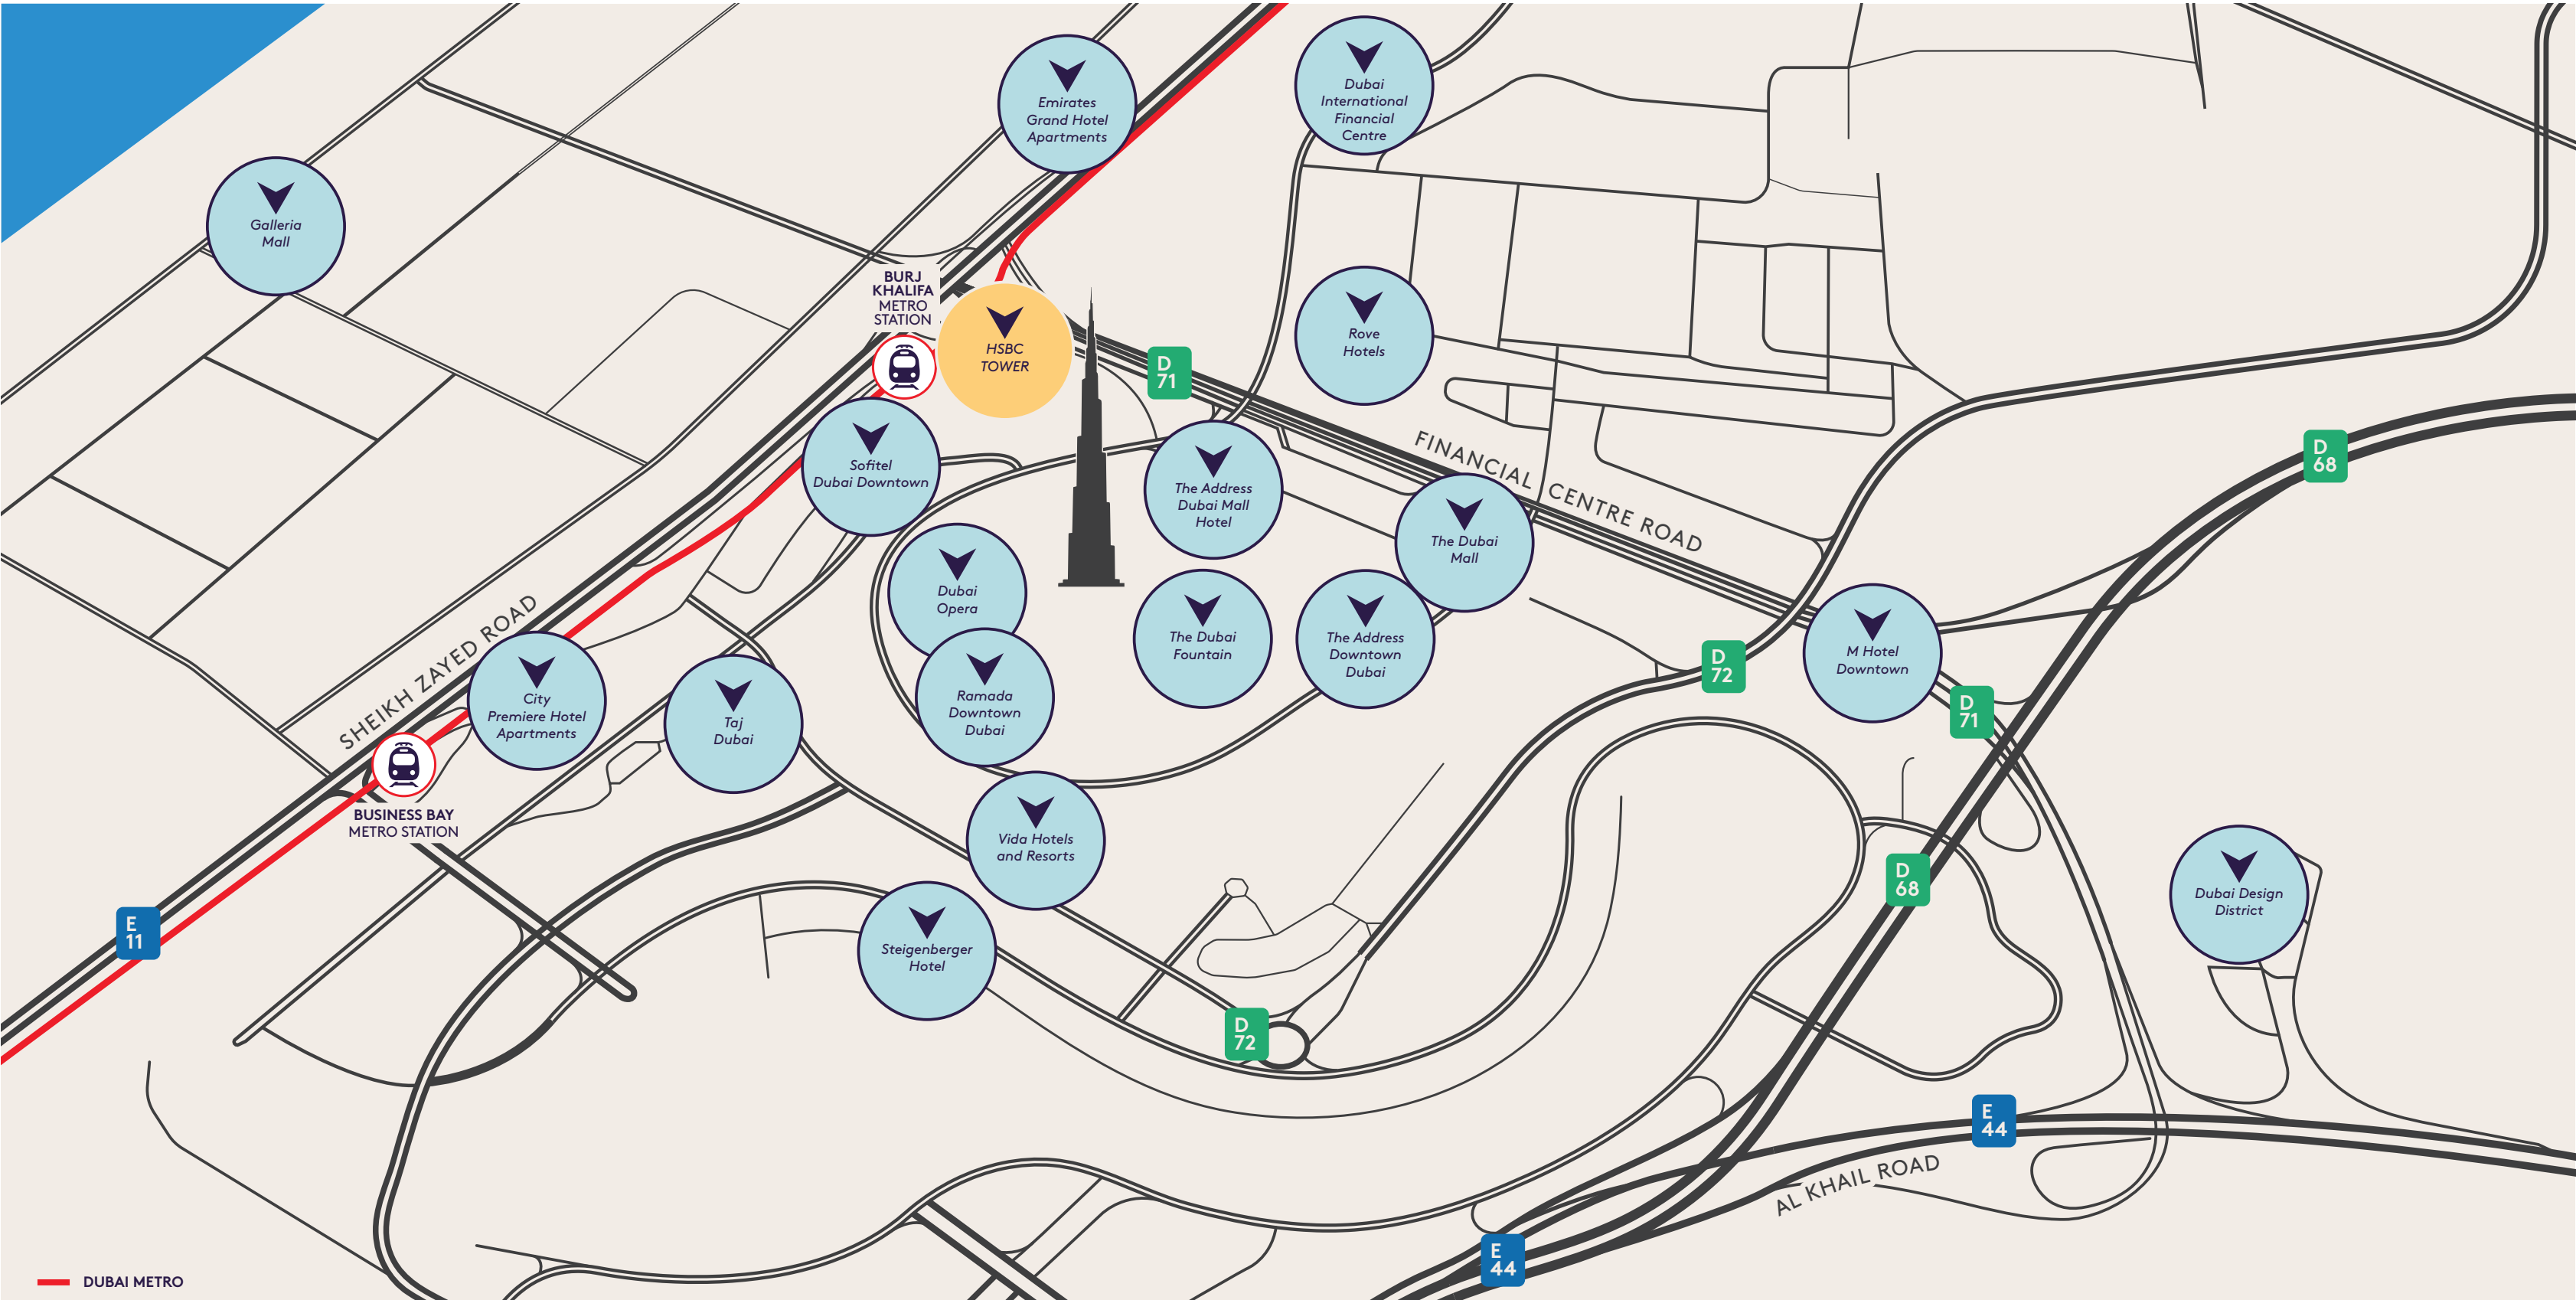 Dubai
International
Financial
Centre
Emirates
Grand Hotel
Apartments
Galleria
Mall
BURJ
KHALIFA
METRO
STATION
HSBC
TOWER
Rove
Hotels
D
71
Sofitel
Dubai Downtown
The Address
Dubai Mall
Hotel
FINANCIAL CENTRE ROAD
D
68
The Dubai
Mall
Dubai
Opera
The Dubai
Fountain
The Address
Downtown
Dubai
M Hotel
Downtown
D
72
SHEIKH ZAYED ROAD
City
Premiere Hotel
Apartments
Taj
Dubai
Ramada
Downtown
Dubai
D
71
BUSINESS BAY
METRO STATION
Vida Hotels
and Resorts
D
68
Dubai Design
District
E
11
Steigenberger
Hotel
D
72
E
44
AL KHAIL ROAD
E
44
DUBAI METRO